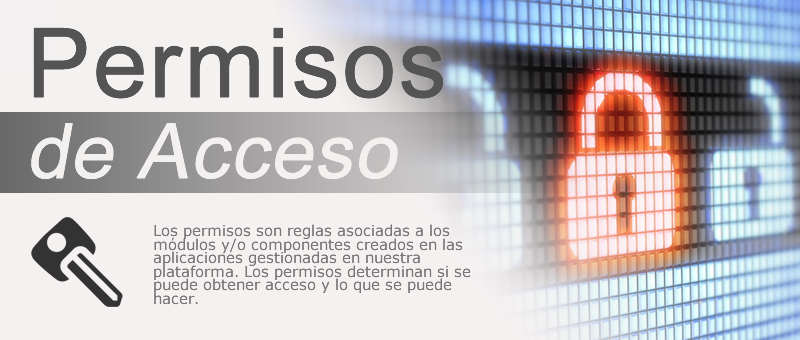 Permisos
de Acceso
Los permisos son reglas asociadas a los
módulos y/o componentes creados en las
aplicaciones gestionadas en nuestra
plataforma. Los permisos determinan si se
puede obtener acceso y lo que se puede
hacer.